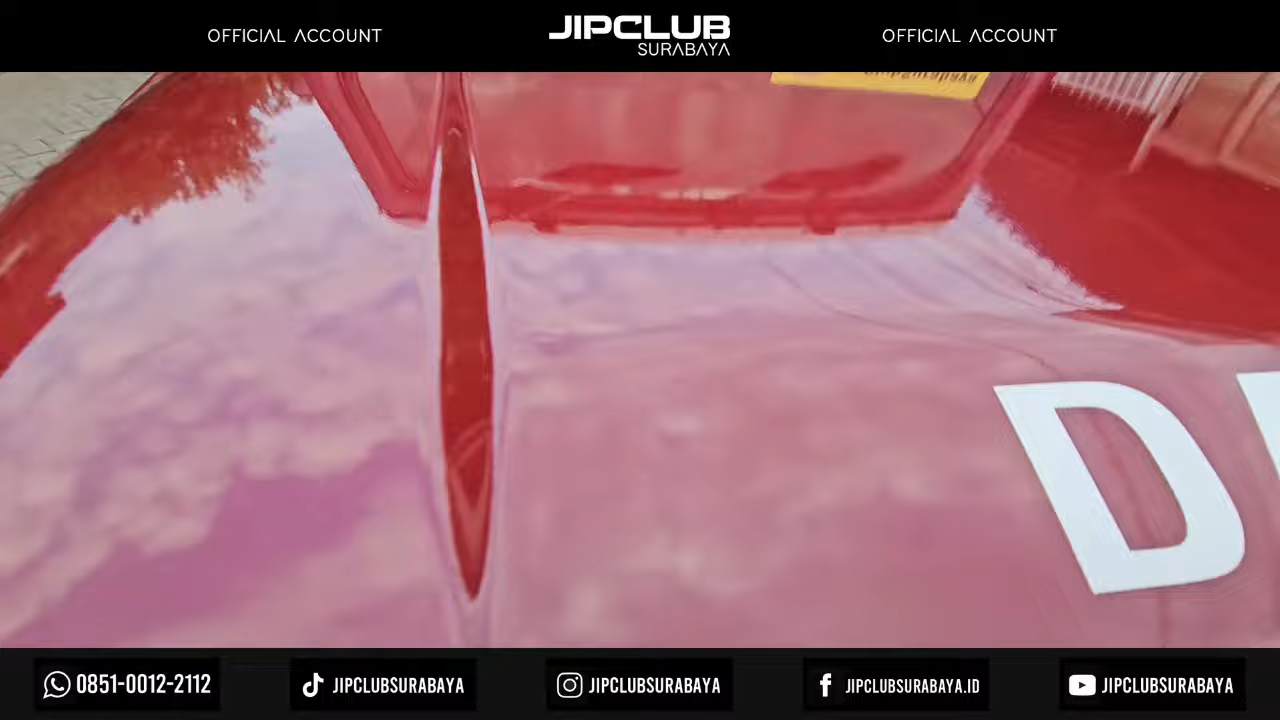 OFFICIAL ACCOUNT
JIPCLUB
SURABAYA
OFFICIAL ACCOUNT
D
0851-0012-2112
JIPCLUBSURABAYA
JIPCLUBSURABAYA
JIPCLUBSURABAYA.ID
JIPCLUBSURABAYA